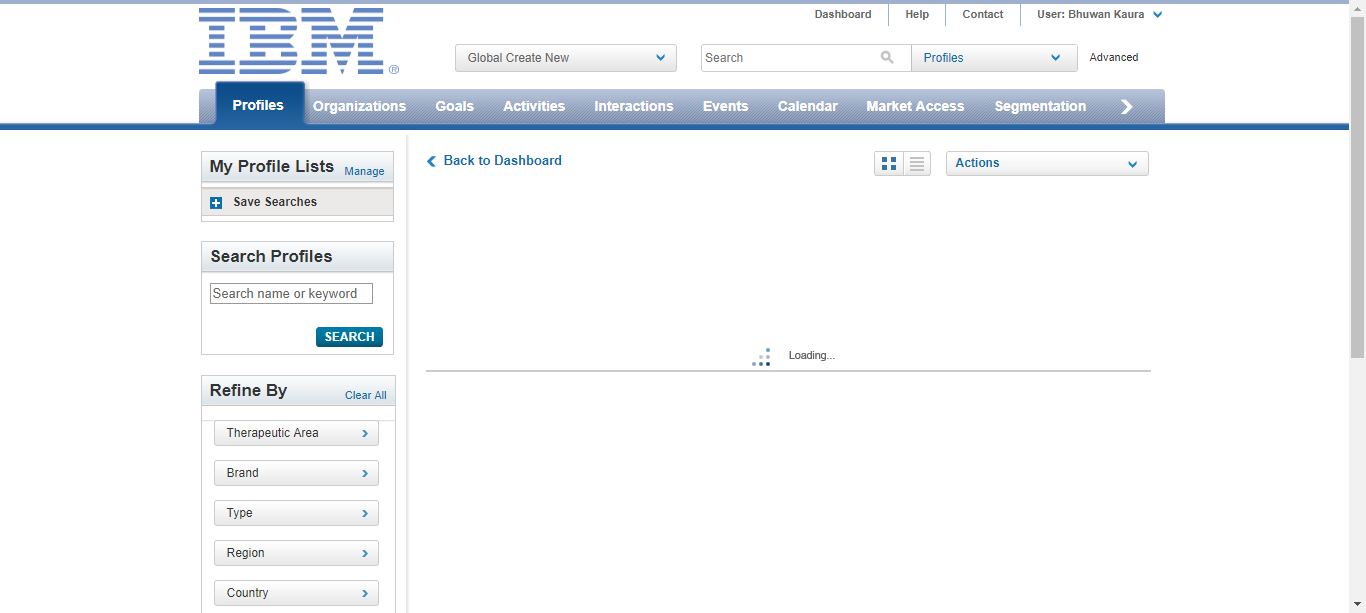 Dashboard Help Contact User: Bhuwan Kaura
IBM®
Global Create New Search Profiles Advanced
Profiles Organizations Goals Activities Interactions Events Calendar Market Access Segmentation
My Profile Lists Manage
Save Searches
Search Profiles
Search name or keyword
SEARCH
Refine By Clear All
Therapeutic Area
Brand
Type
Region
Country
Back to Dashboard Actions
Loading...